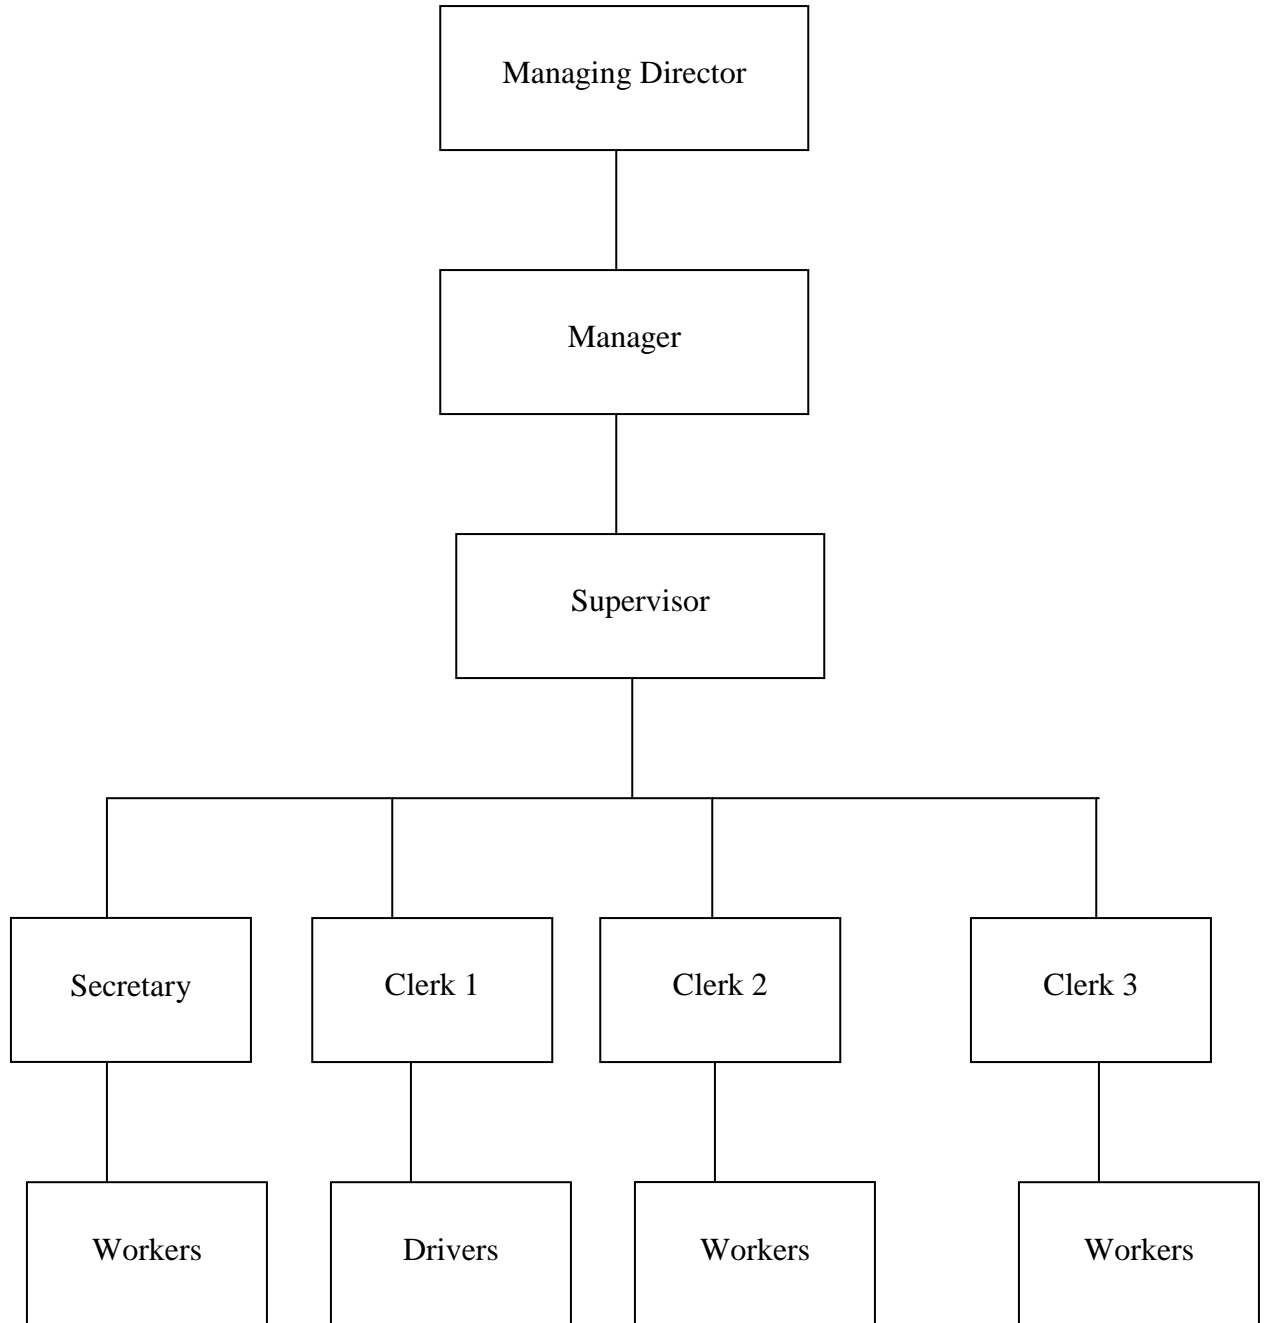 Managing Director
Manager
Supervisor
Secretary
Clerk 1
Clerk 2
Clerk 3
Workers
Drivers
Workers
Workers